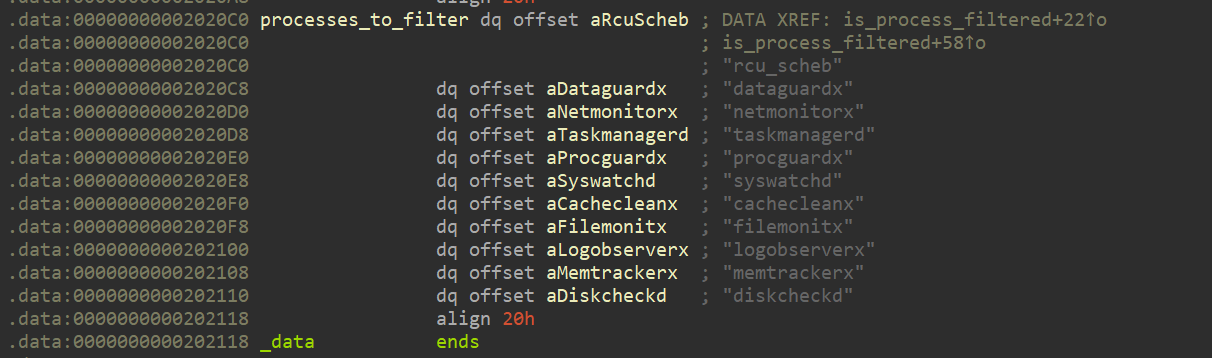 .data:00000000002020C0 processes_to_filter dq offset aRcuScheb ; DATA XREF: is_process_filtered+22↑o
.data:00000000002020C0 ; is_process_filtered+58↑o
.data:00000000002020C0 ; "rcu_scheb"
.data:00000000002020C8 dq offset aDataguardx ; "dataguardx"
.data:00000000002020D0 dq offset aNetmonitorx ; "netmonitorx"
.data:00000000002020D8 dq offset aTaskmanagerd ; "taskmanagerd"
.data:00000000002020E0 dq offset aProcguardx ; "procguardx"
.data:00000000002020E8 dq offset aSyswatchd ; "syswatchd"
.data:00000000002020F0 dq offset aCachecleanx ; "cachecleanx"
.data:00000000002020F8 dq offset aFilemonitx ; "filemonitx"
.data:0000000000202100 dq offset aLogobserverx ; "logobserverx"
.data:0000000000202108 dq offset aMemtrackerx ; "memtrackerx"
.data:0000000000202110 dq offset aDiskcheckd ; "diskcheckd"
.data:0000000000202118 align 20h
.data:0000000000202118 _data ends